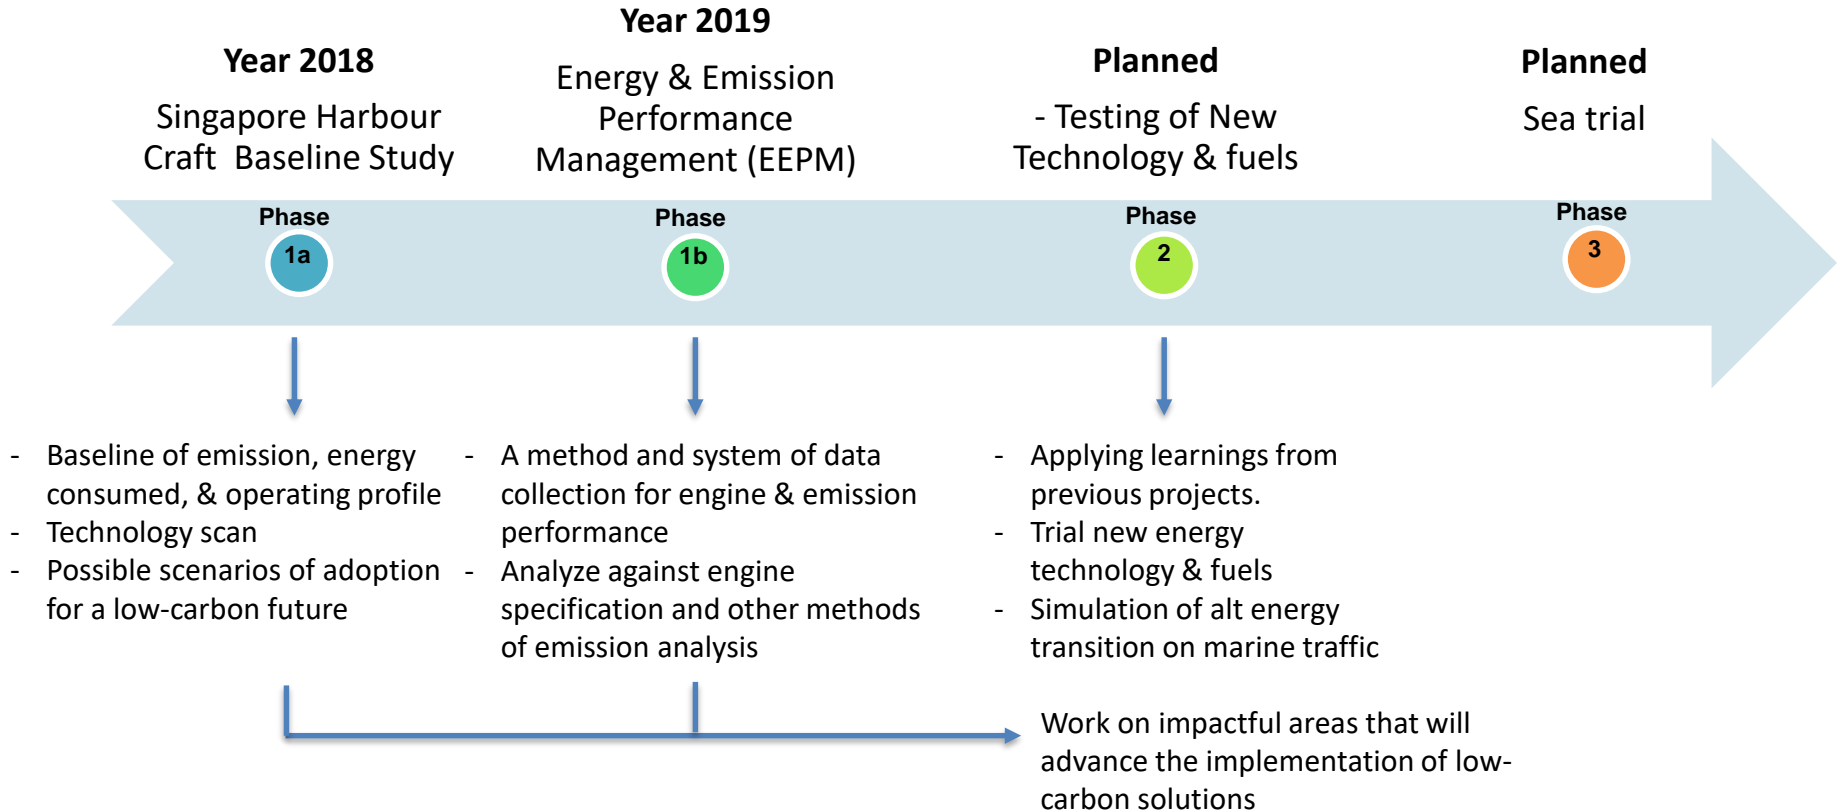 Year 2018
Singapore Harbour
Craft Baseline Study
Year 2019
Energy & Emission
Performance
Management (EEPM)
Planned
- Testing of New
Technology & fuels
Planned
Sea trial
Phase
1a
Phase
1b
Phase
2
Phase
3
- Baseline of emission, energy
consumed, & operating profile
- Technology scan
- Possible scenarios of adoption
for a low-carbon future
- A method and system of data
collection for engine & emission
performance
- Analyze against engine
specification and other methods
of emission analysis
- Applying learnings from
previous projects.
- Trial new energy
technology & fuels
- Simulation of alt energy
transition on marine traffic
Work on impactful areas that will
advance the implementation of low-
carbon solutions